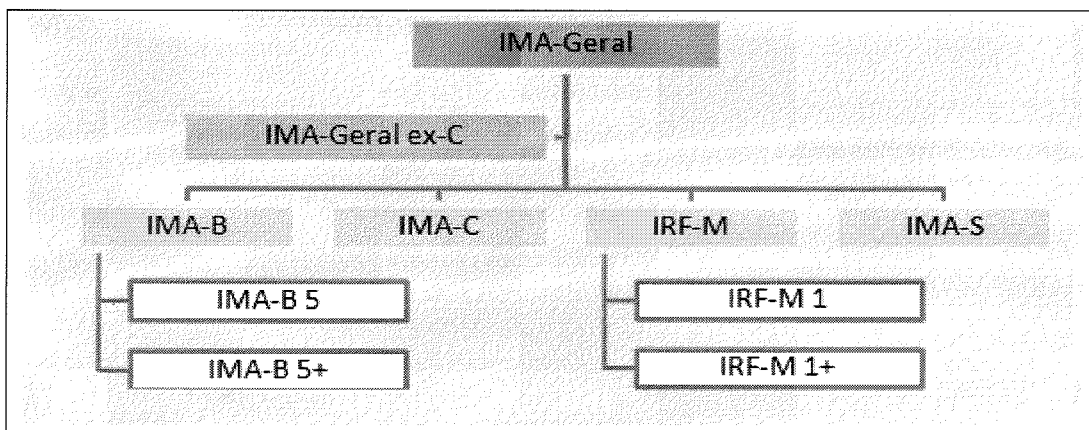 IMA-Geral
IMA-Geral ex-C
IMA-B IMA-C IRF-M IMA-S
IMA-B 5 IRF-M 1
IMA-B 5+ IRF-M 1+